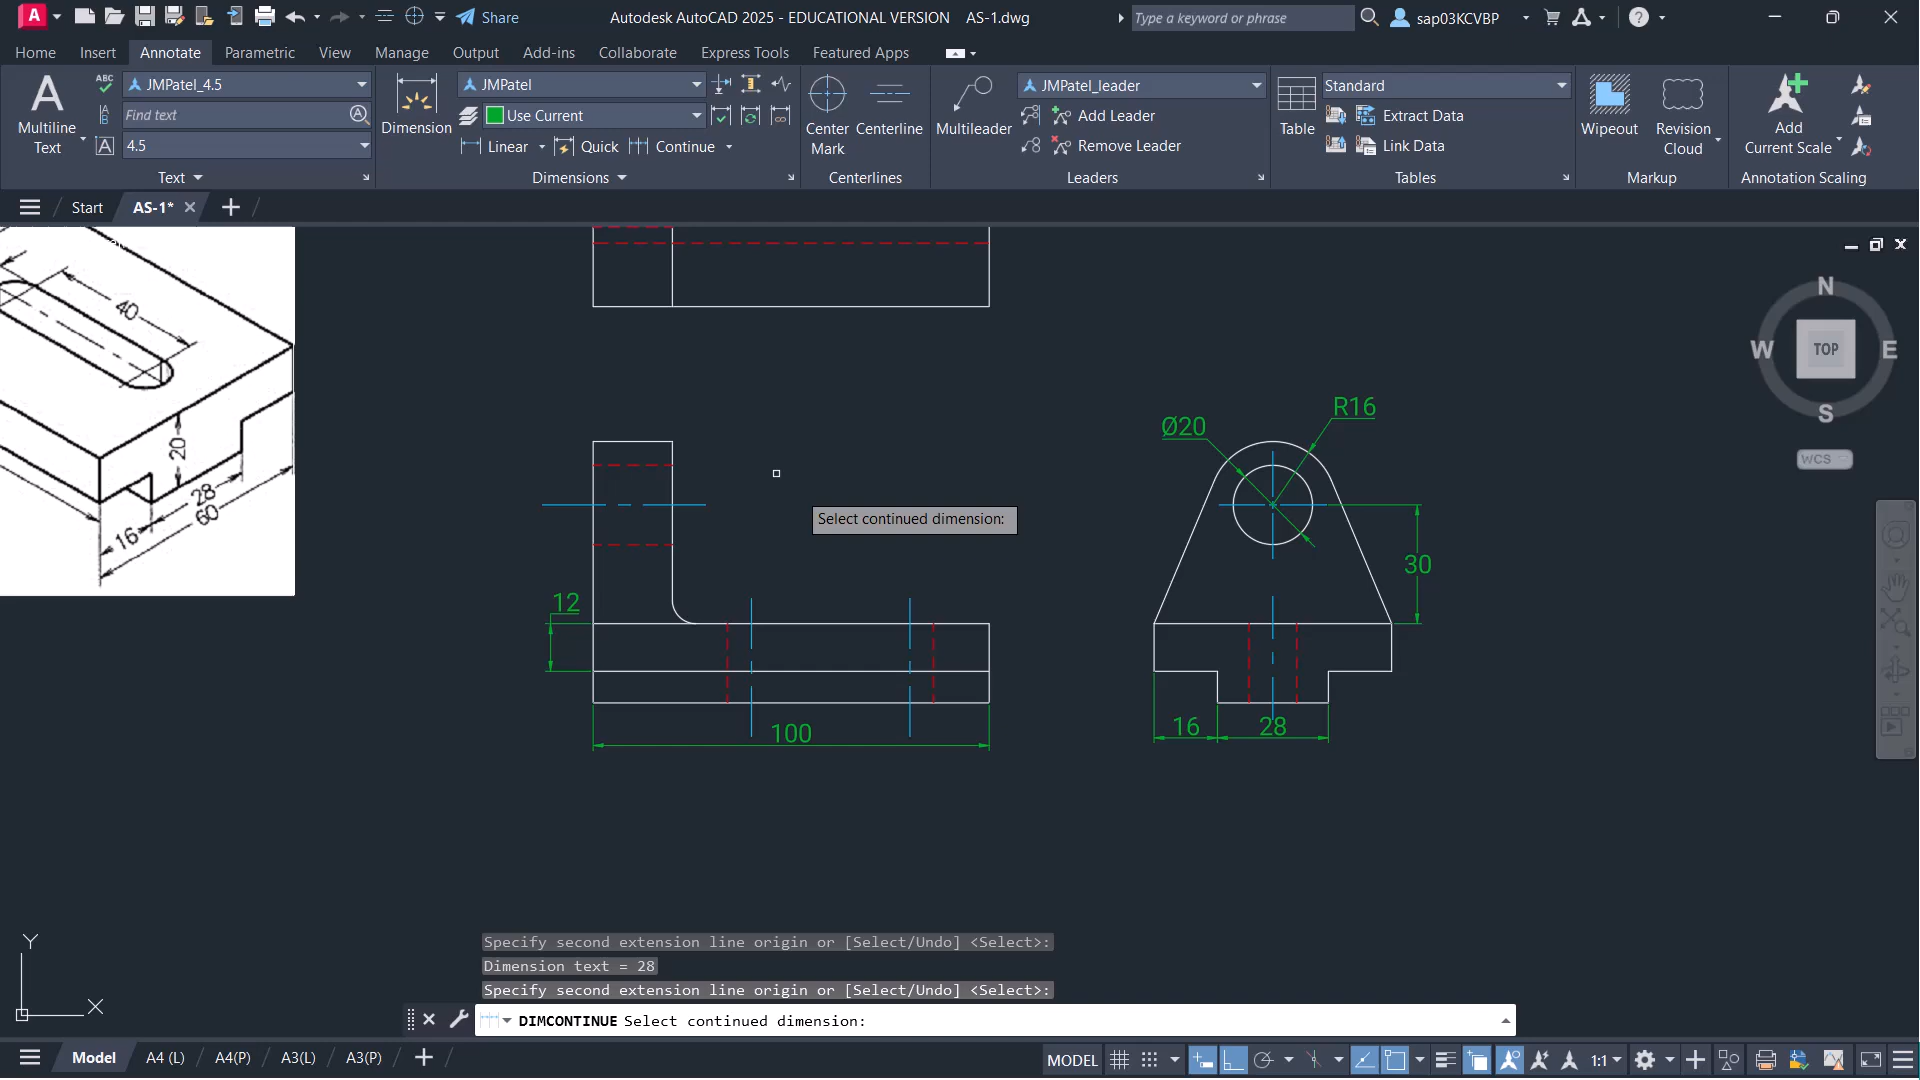 Share
Autodesk AutoCAD 2025 - EDUCATIONAL VERSION AS-1.dwg
Type a keyword or phrase
sap03KCVBP
Home Insert Annotate Parametric View Manage Output Add-ins Collaborate Express Tools Featured Apps
Multiline Text
ABC
JMPatel_4.5
Find text
4.5
Text
Dimension
JMPatel
Use Current
Linear Quick Continue
Dimensions
Center Mark
Centerline
Centerlines
Multileader
JMPatel_leader
Add Leader
Remove Leader
Leaders
Table
Standard
Extract Data
Link Data
Tables
Wipeout
Revision Cloud
Markup
Add Current Scale
Annotation Scaling
Start AS-1*
40
20
28
60
16
N
W TOP E
S
WCS
R16
Ø20
Select continued dimension:
30
12
100
16 28
Y
X
Specify second extension line origin or [Select/Undo] <Select>:
Dimension text = 28
Specify second extension line origin or [Select/Undo] <Select>:
DIMCONTINUE Select continued dimension:
Model A4 (L) A4(P) A3(L) A3(P)
MODEL
1:1